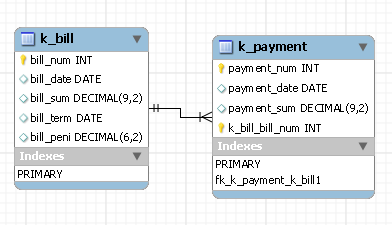 k_bill
bill_num INT
bill_date DATE
bill_sum DECIMAL(9,2)
bill_term DATE
bill_peni DECIMAL(6,2)
Indexes
PRIMARY
k_payment
payment_num INT
payment_date DATE
payment_sum DECIMAL(9,2)
k_bill_bill_num INT
Indexes
PRIMARY
fk_k_payment_k_bill1